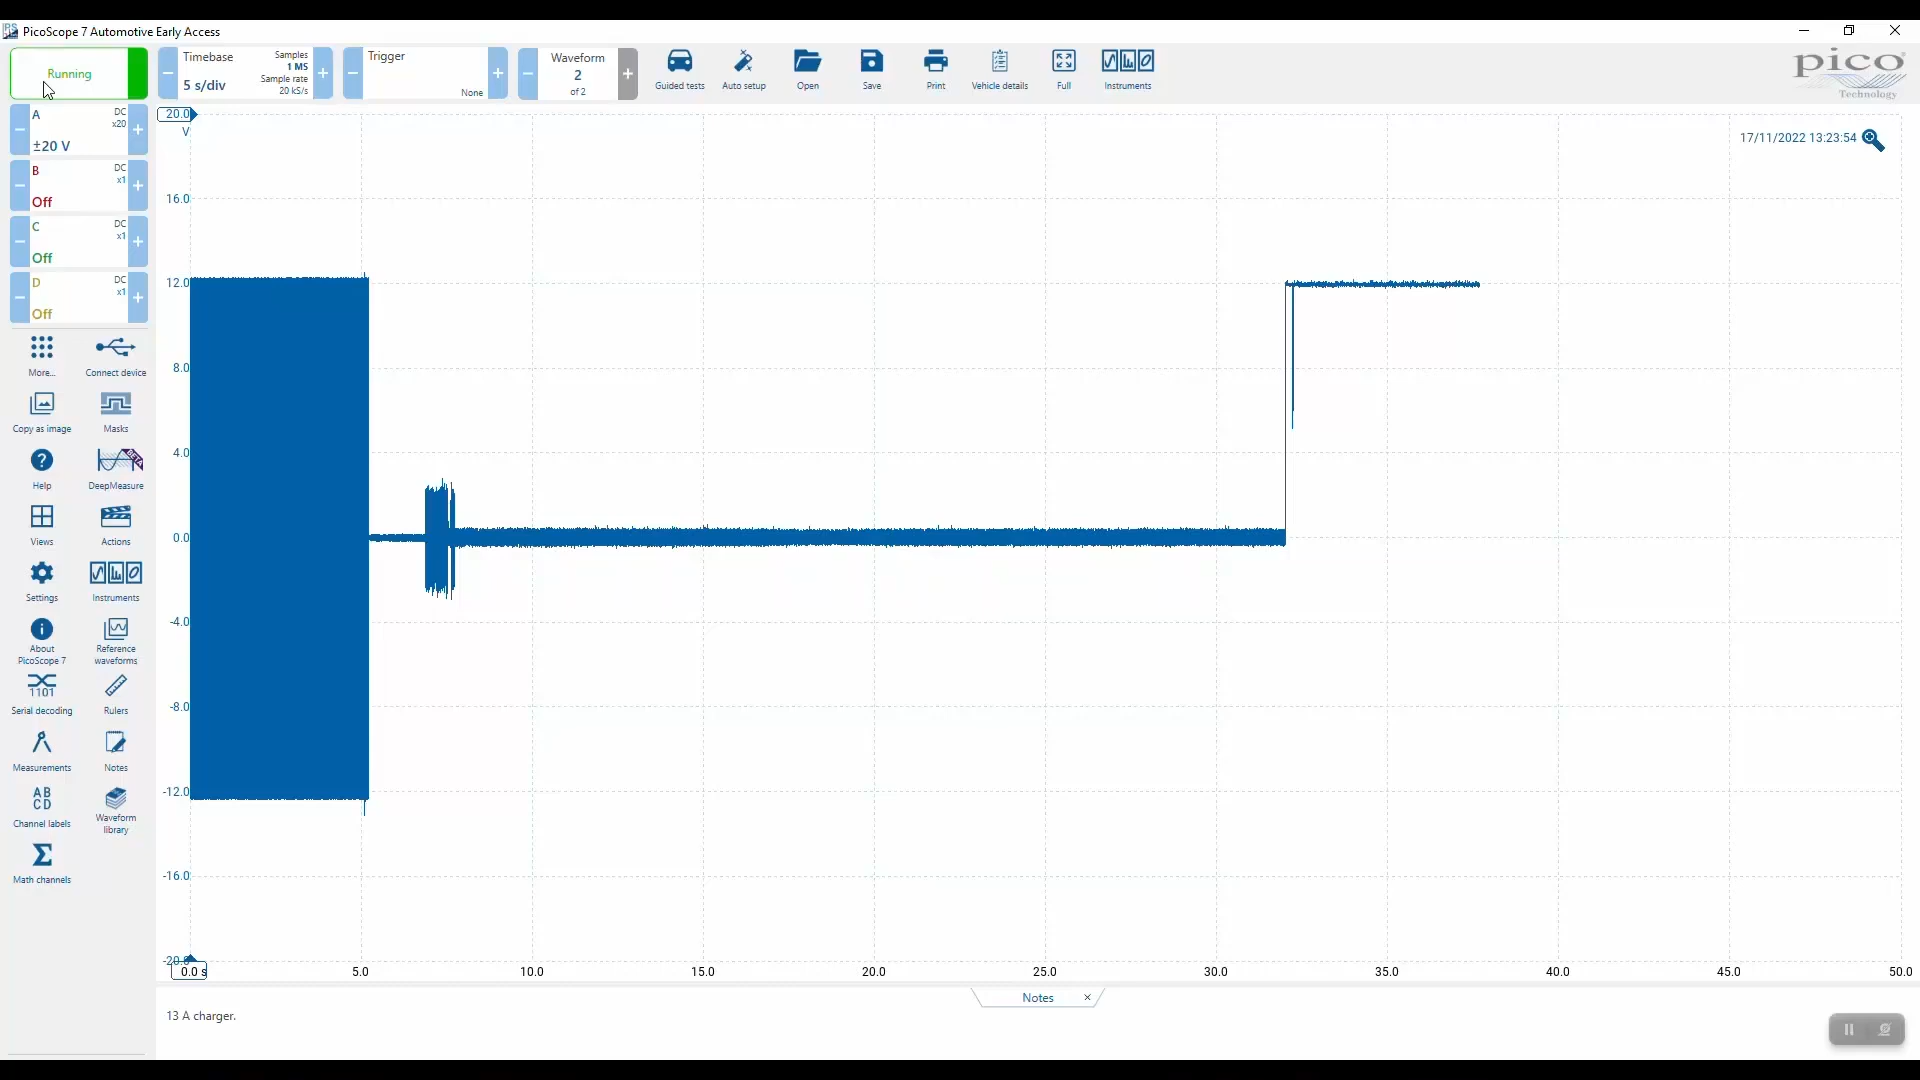 PicoScope 7 Automotive Early Access
Running
Timebase
5 s/div
Samples
1 MS
Sample rate
20 kS/s
Trigger
None
Waveform
2
of 2
Guided tests
Auto setup
Open
Save
Print
Vehicle details
Full
Instruments
pico
Technology
A
DC
x20
±20 V
B
DC
x1
Off
C
DC
x1
Off
D
DC
x1
Off
More...
Connect device
Copy as image
Masks
Help
DeepMeasure
BETA
Views
Actions
Settings
Instruments
About
PicoScope 7
Reference
waveforms
1101
Serial decoding
Rulers
Measurements
Notes
AB
CD
Channel labels
Waveform
library
Math channels
20.0
V
16.0
12.0
8.0
4.0
0.0
-4.0
-8.0
-12.0
-16.0
-20.0
17/11/2022 13:23:54
0.0 s
5.0
10.0
15.0
20.0
25.0
30.0
35.0
40.0
45.0
50.0
Notes
13 A charger.